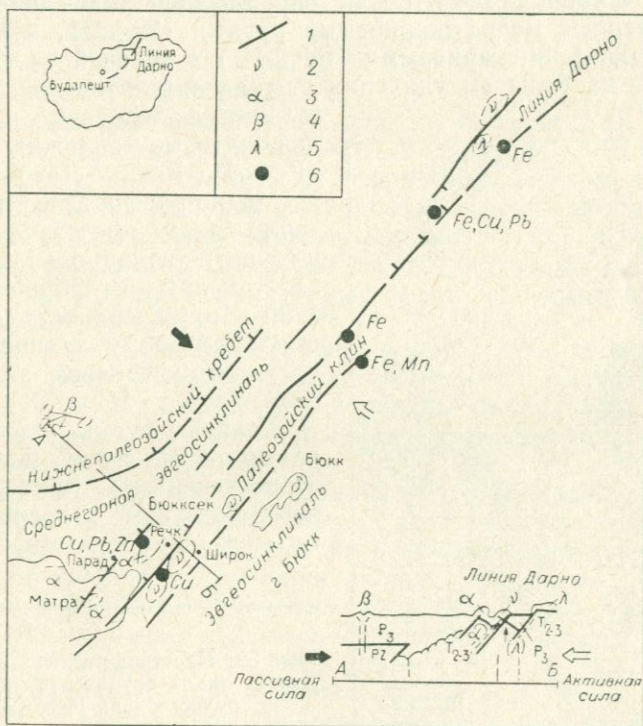 Линия
Дарно
Будапешт
1
2
3
4
5
6
ν
α
β
λ
Линия Дарно
ν
λ
Fe
Fe, Cu, Pb
Fe
Fe, Mn
Нижнепалеозойский хребет
Эвгеосинклиналь
Палеозойский клин
Бюкк
ν
ν
Эвгеосинклиналь
г Бюкк
β
А
Среднегорная
Бюкксек
Речк
Cu, Pb, Zn
Парад
α
Широк
ν
Cu
ν
Б
α
Матра
α
Линия Дарно
β
α
ν
λ
P₃
Pz
T₂₋₃
α
(λ)
T₂₋₃
P₃
А
Б
Пассивная
сила
Активная
сила